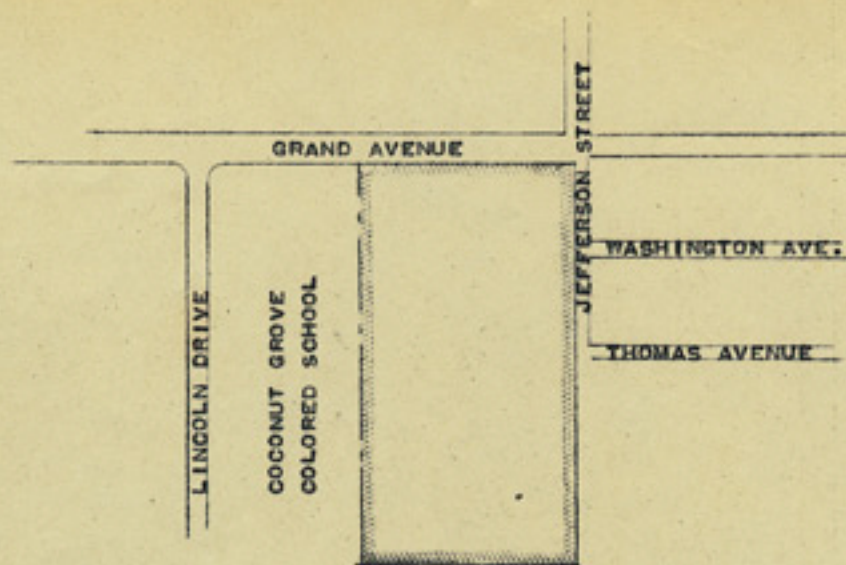 GRAND AVENUE
JEFFERSON STREET
WASHINGTON AVE.
THOMAS AVENUE
LINCOLN DRIVE
COCONUT GROVE
COLORED SCHOOL